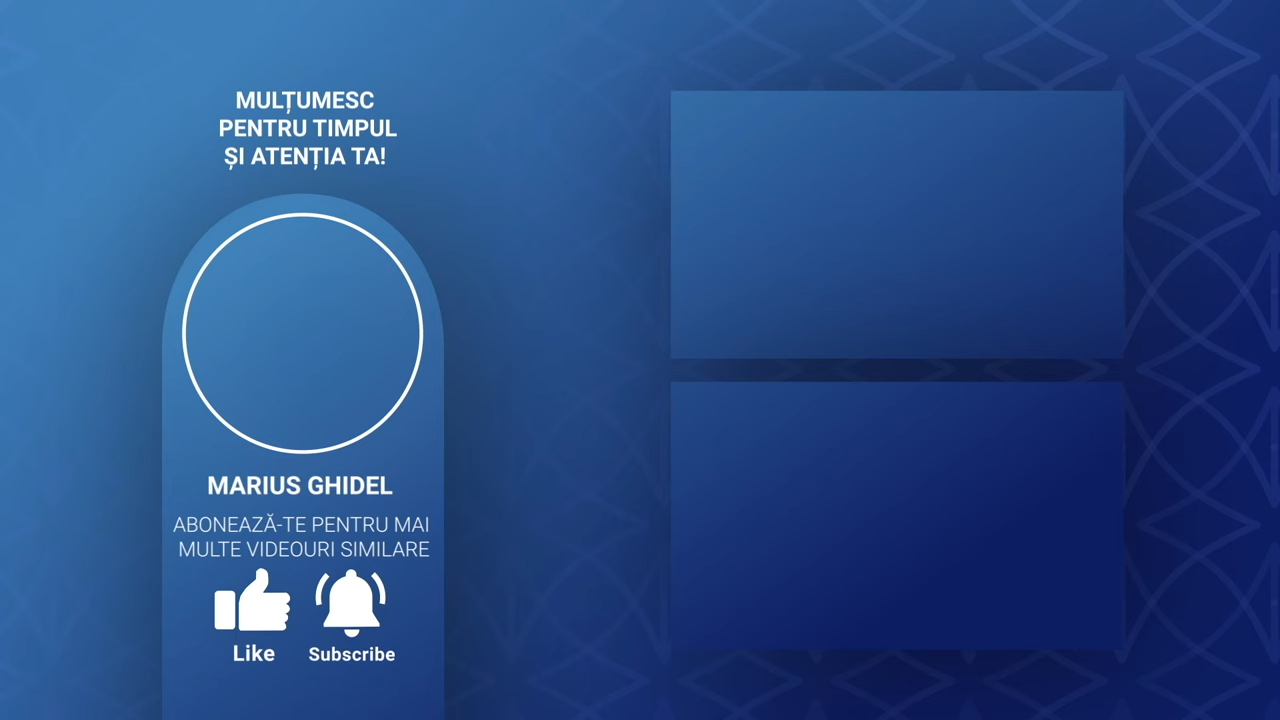 MULȚUMESC
PENTRU TIMPUL
ȘI ATENȚIA TA!
MARIUS GHIDEL
ABONEAZĂ-TE PENTRU MAI
MULTE VIDEOURI SIMILARE
Like
Subscribe